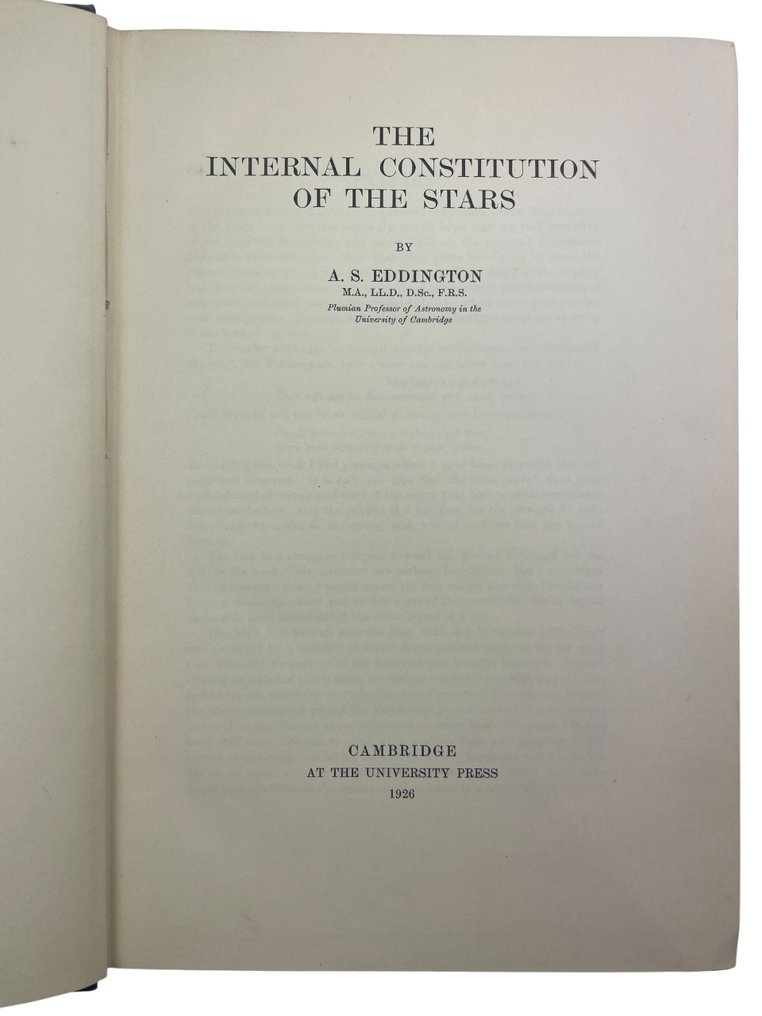 THE
INTERNAL CONSTITUTION
OF THE STARS
BY
A. S. EDDINGTON
M.A., LL.D., D.Sc., F.R.S.
Plumian Professor of Astronomy in the
University of Cambridge
CAMBRIDGE
AT THE UNIVERSITY PRESS
1926